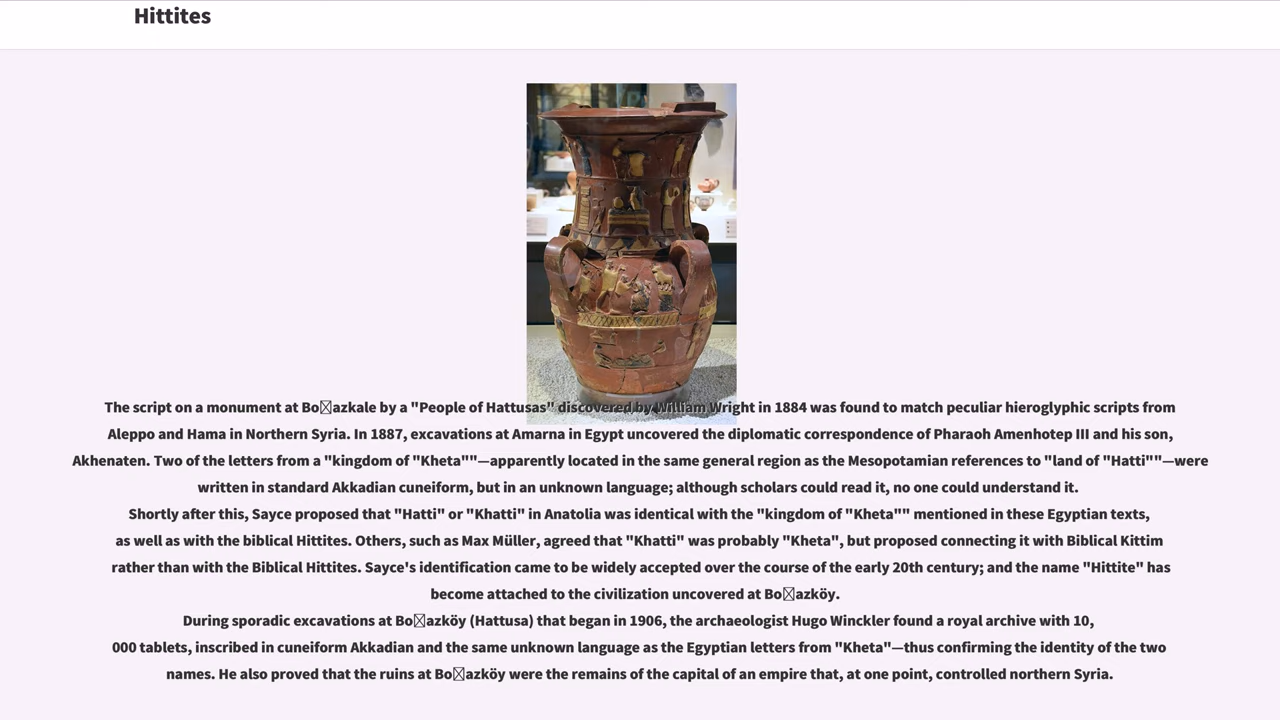 Hittites
The script on a monument at Bo☒azkale by a "People of Hattusas" discovered by William Wright in 1884 was found to match peculiar hieroglyphic scripts from
Aleppo and Hama in Northern Syria. In 1887, excavations at Amarna in Egypt uncovered the diplomatic correspondence of Pharaoh Amenhotep III and his son,
Akhenaten. Two of the letters from a "kingdom of "Kheta""—apparently located in the same general region as the Mesopotamian references to "land of "Hatti""—were
written in standard Akkadian cuneiform, but in an unknown language; although scholars could read it, no one could understand it.
Shortly after this, Sayce proposed that "Hatti" or "Khatti" in Anatolia was identical with the "kingdom of "Kheta"" mentioned in these Egyptian texts,
as well as with the biblical Hittites. Others, such as Max Müller, agreed that "Khatti" was probably "Kheta", but proposed connecting it with Biblical Kittim
rather than with the Biblical Hittites. Sayce's identification came to be widely accepted over the course of the early 20th century; and the name "Hittite" has
become attached to the civilization uncovered at Bo☒azköy.
During sporadic excavations at Bo☒azköy (Hattusa) that began in 1906, the archaeologist Hugo Winckler found a royal archive with 10,
000 tablets, inscribed in cuneiform Akkadian and the same unknown language as the Egyptian letters from "Kheta"—thus confirming the identity of the two
names. He also proved that the ruins at Bo☒azköy were the remains of the capital of an empire that, at one point, controlled northern Syria.